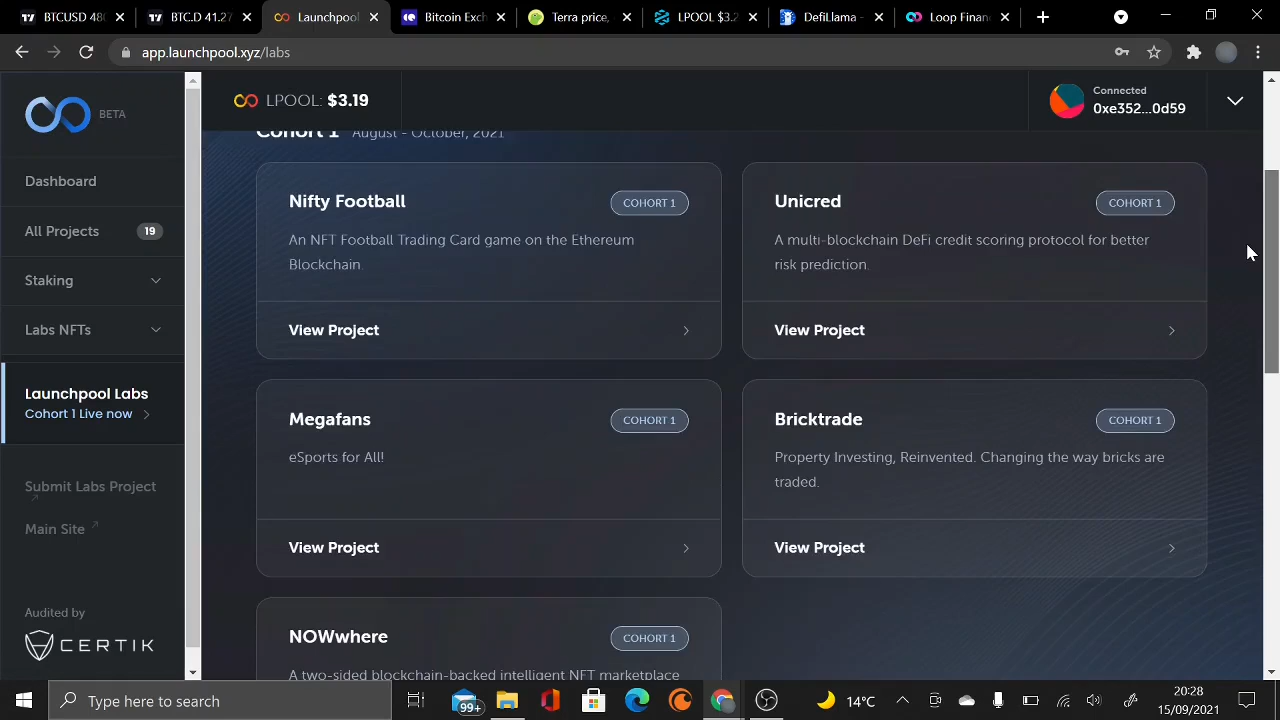 BTCUSD 480
BTC.D 41.27
Launchpool
Bitcoin Exch
Terra price,
LPOOL $3.2
DefiLlama -
Loop Financ
app.launchpool.xyz/labs
BETA
LPOOL: $3.19
Connected
0xe352...0d59
Dashboard
All Projects 19
Staking
Labs NFTs
Launchpool Labs
Cohort 1 Live now
Submit Labs Project
Main Site
Audited by
CERTIK
Cohort 1 August - October, 2021
Nifty Football COHORT 1
An NFT Football Trading Card game on the Ethereum
Blockchain.
View Project
Unicred COHORT 1
A multi-blockchain DeFi credit scoring protocol for better
risk prediction.
View Project
Megafans COHORT 1
eSports for All!
View Project
Bricktrade COHORT 1
Property Investing, Reinvented. Changing the way bricks are
traded.
View Project
NOWwhere COHORT 1
A two-sided blockchain-backed intelligent NFT marketplace
Type here to search
99+
14°C
20:28
15/09/2021